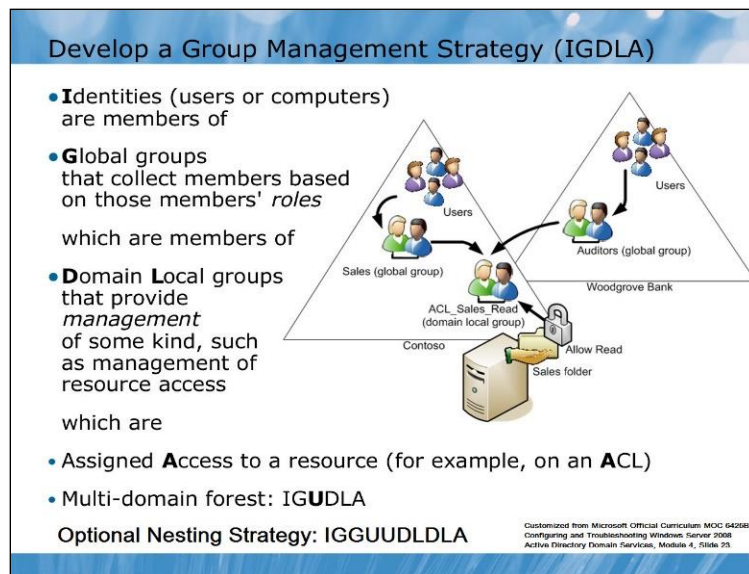 Develop a Group Management Strategy (IGDLA)
•Identities (users or computers)
are members of
•Global groups
that collect members based
on those members' roles
which are members of
•Domain Local groups
that provide
management
of some kind, such
as management of
resource access
which are
• Assigned Access to a resource (for example, on an ACL)
• Multi-domain forest: IGUDLA
Optional Nesting Strategy: IGGUUDLDLA
Users
Sales (global group)
ACL_Sales_Read
(domain local group)
Contoso
Users
Auditors (global group)
Woodgrove Bank
Allow Read
Sales folder
Customized from Microsoft Official Curriculum MOC 6426B
Configuring and Troubleshooting Windows Server 2008
Active Directory Domain Services, Module 4, Slide 23